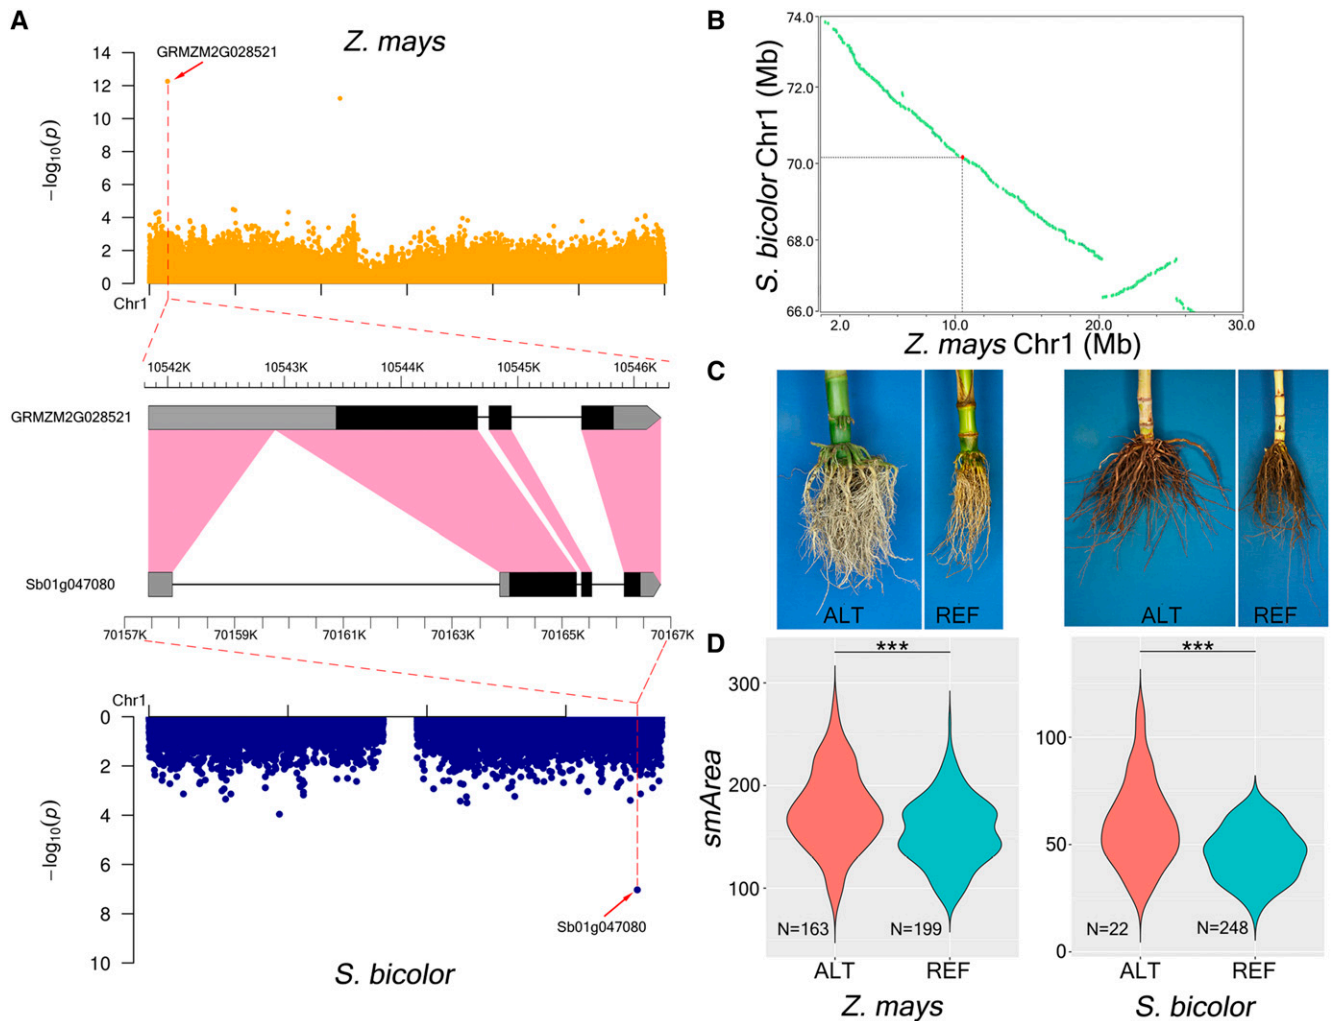 A
Z. mays
GRMZM2G028521
−log10(p)
14
12
10
8
6
4
2
0
Chr1
10542K 10543K 10544K 10545K 10546K
GRMZM2G028521
Sb01g047080
70157K 70159K 70161K 70163K 70165K 70167K
Chr1
0
2
4
6
8
10
−log10(p)
Sb01g047080
S. bicolor
B
S. bicolor Chr1 (Mb)
74.0
72.0
70.0
68.0
66.0
2.0 10.0 20.0 30.0
Z. mays Chr1 (Mb)
C
ALT REF ALT REF
D
smArea
300
200
100
***
N=163 N=199
ALT REF
Z. mays
100
50
0
***
N=22 N=248
ALT REF
S. bicolor